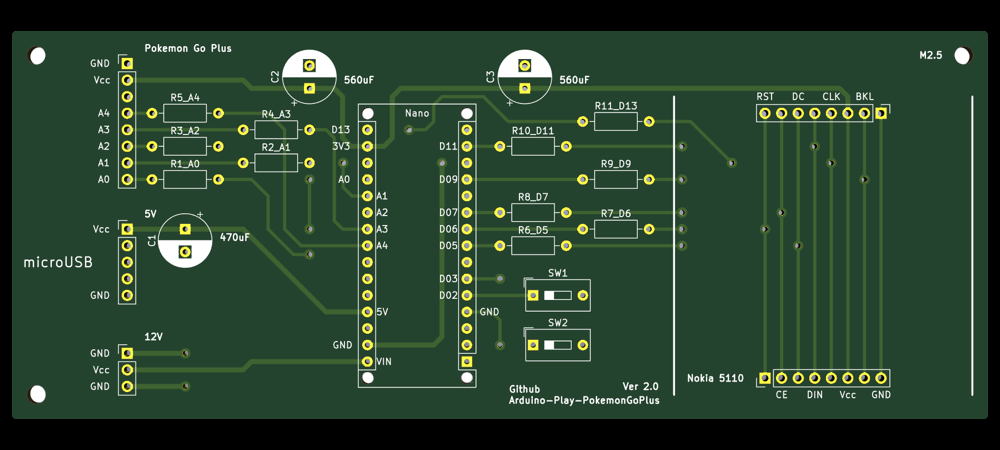 Pokemon Go Plus
M2.5
GND
Vcc
A4
A3
A2
A1
A0
R5_A4
R4_A3
R3_A2
R2_A1
R1_A0
C2
560uF
+
C3
560uF
+
Nano
D13
3V3
A0
A1
A2
A3
A4
5V
GND
VIN
D11
D09
D07
D06
D05
D03
D02
GND
R11_D13
R10_D11
R9_D9
R8_D7
R7_D6
R6_D5
SW1
SW2
RST DC CLK BKL
5V
Vcc
GND
microUSB
C1
470uF
+
12V
GND
Vcc
GND
Github
Ver 2.0
Arduino-Play-PokemonGoPlus
Nokia 5110
CE DIN Vcc GND